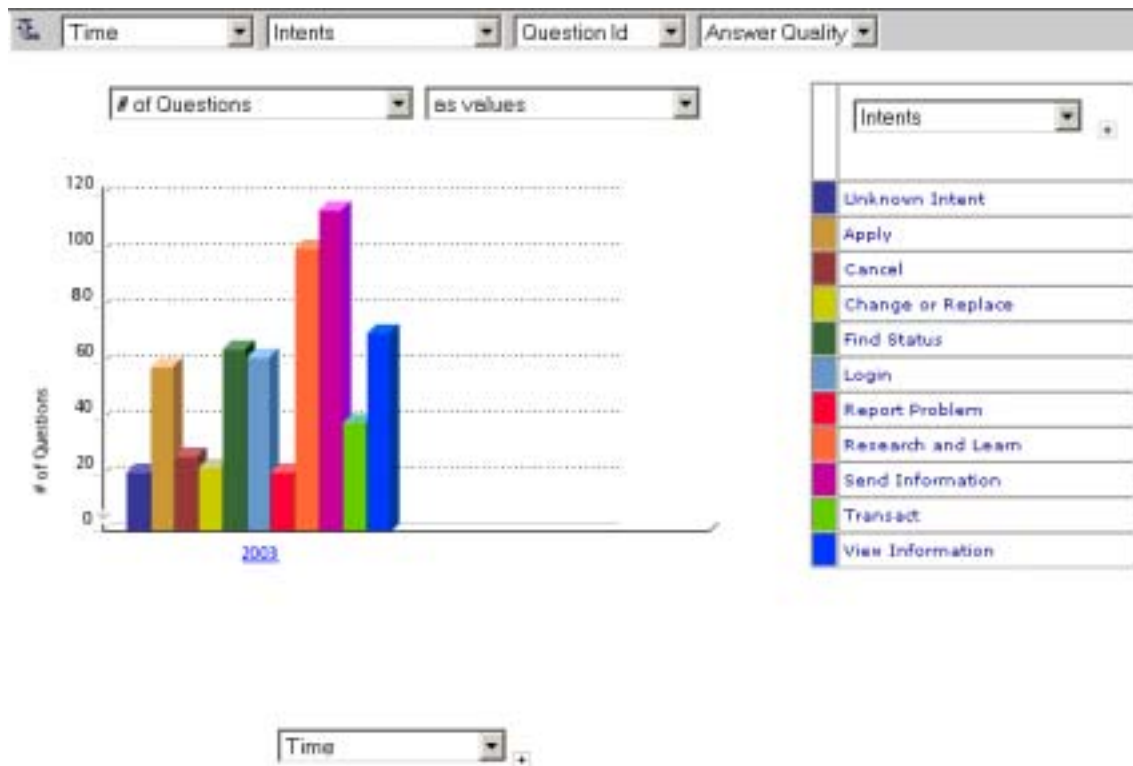 Time Intents Question Id Answer Quality
# of Questions as values
Intents
120
100
80
60
40
20
0
# of Questions
2003
Unknown Intent
Apply
Cancel
Change or Replace
Find Status
Login
Report Problem
Research and Learn
Send Information
Transact
View Information
Time